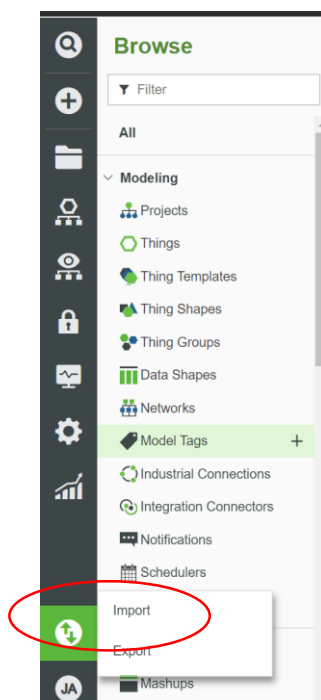 Browse
Filter
All
Modeling
Projects
Things
Thing Templates
Thing Shapes
Thing Groups
Data Shapes
Networks
Model Tags +
Industrial Connections
Integration Connectors
Notifications
Schedulers
Import
Export
JA
Mashups